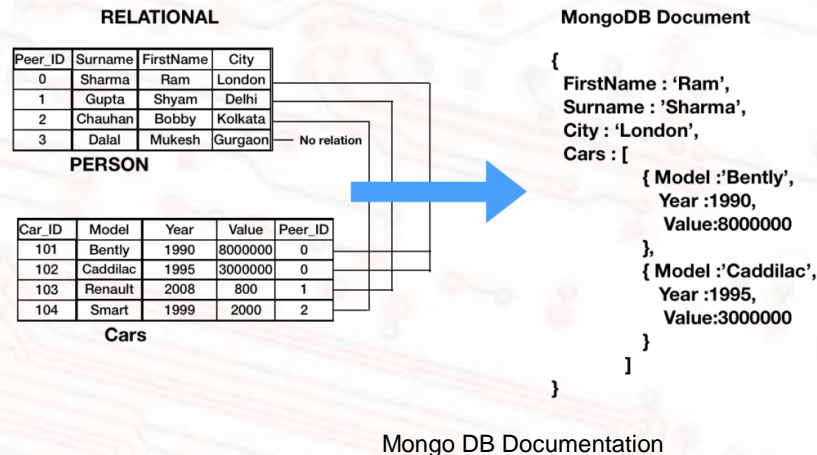 RELATIONAL
Peer_ID Surname FirstName City
0 Sharma Ram London
1 Gupta Shyam Delhi
2 Chauhan Bobby Kolkata
3 Dalal Mukesh Gurgaon No relation
PERSON
Car_ID Model Year Value Peer_ID
101 Bently 1990 8000000 0
102 Caddilac 1995 3000000 0
103 Renault 2008 800 1
104 Smart 1999 2000 2
Cars
MongoDB Document
{
FirstName : ‘Ram’,
Surname : ’Sharma’,
City : ‘London’,
Cars : [
{ Model :’Bently’,
Year :1990,
Value:8000000
},
{ Model :’Caddilac’,
Year :1995,
Value:3000000
}
]
}
Mongo DB Documentation